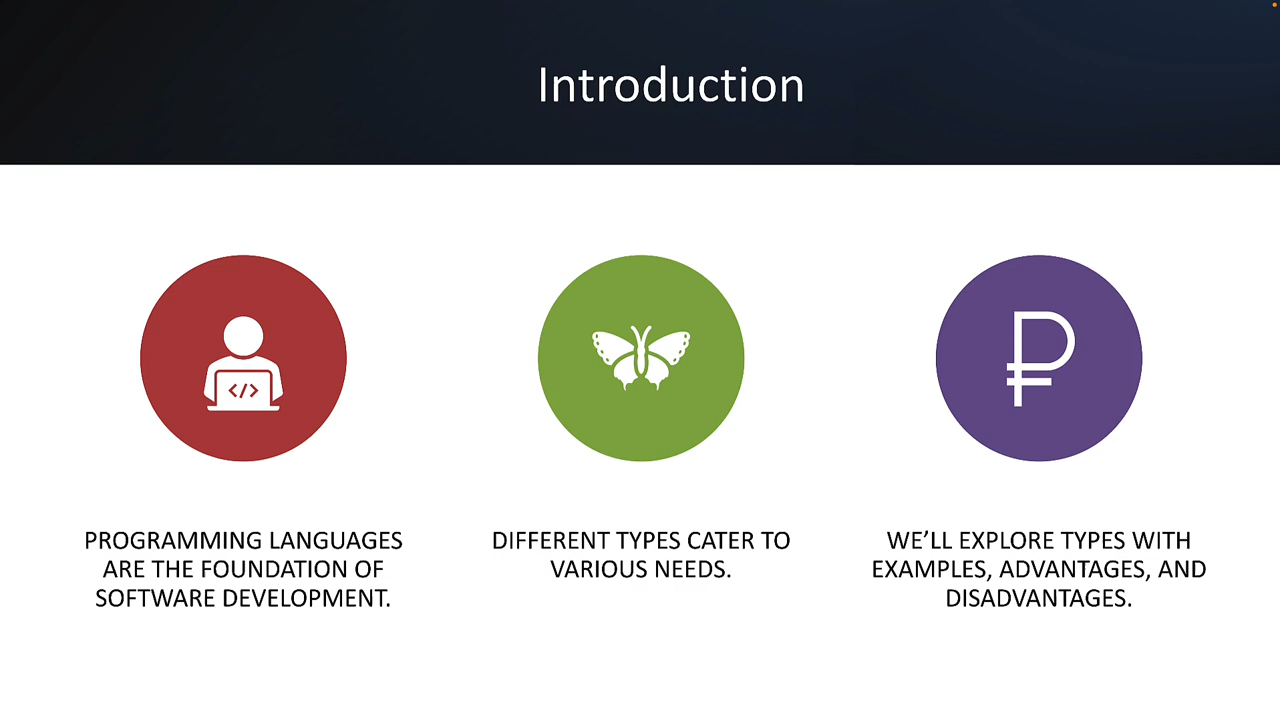 Introduction
</>
PROGRAMMING LANGUAGES
ARE THE FOUNDATION OF
SOFTWARE DEVELOPMENT.
DIFFERENT TYPES CATER TO
VARIOUS NEEDS.
₽
WE’LL EXPLORE TYPES WITH
EXAMPLES, ADVANTAGES, AND
DISADVANTAGES.